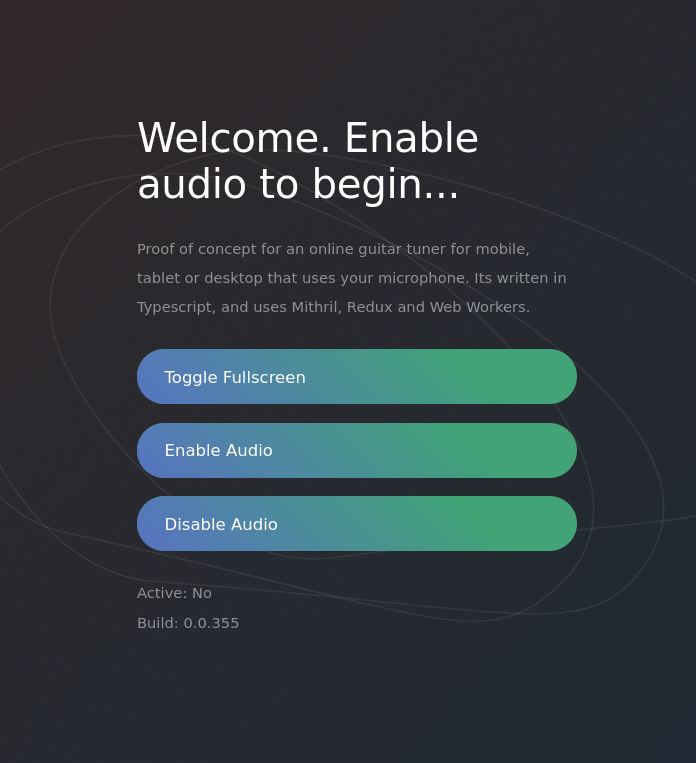 Welcome. Enable
audio to begin...
Proof of concept for an online guitar tuner for mobile,
tablet or desktop that uses your microphone. Its written in
Typescript, and uses Mithril, Redux and Web Workers.
Toggle Fullscreen
Enable Audio
Disable Audio
Active: No
Build: 0.0.355